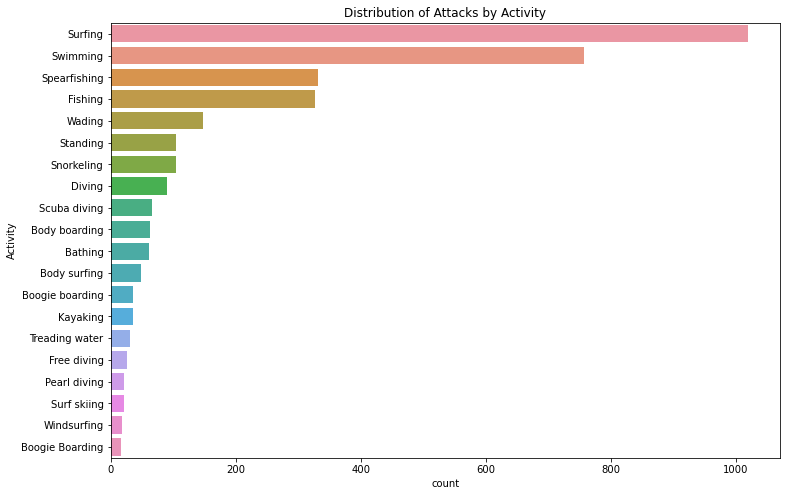 Distribution of Attacks by Activity
Activity
Surfing
Swimming
Spearfishing
Fishing
Wading
Standing
Snorkeling
Diving
Scuba diving
Body boarding
Bathing
Body surfing
Boogie boarding
Kayaking
Treading water
Free diving
Pearl diving
Surf skiing
Windsurfing
Boogie Boarding
0 200 400 600 800 1000
count